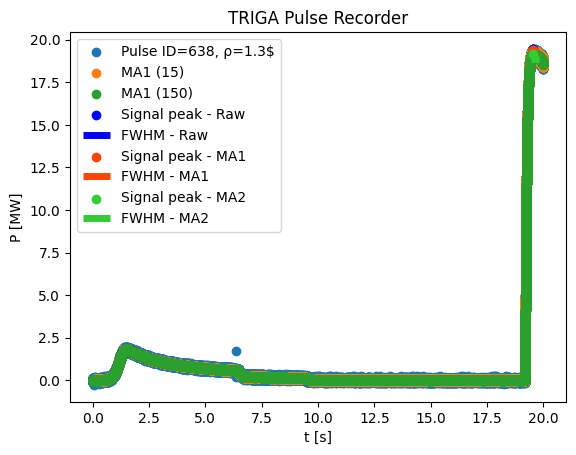 TRIGA Pulse Recorder
Pulse ID=638, ρ=1.3$
MA1 (15)
MA1 (150)
Signal peak - Raw
FWHM - Raw
Signal peak - MA1
FWHM - MA1
Signal peak - MA2
FWHM - MA2
P [MW]
20.0
17.5
15.0
12.5
10.0
7.5
5.0
2.5
0.0
0.0 2.5 5.0 7.5 10.0 12.5 15.0 17.5 20.0
t [s]